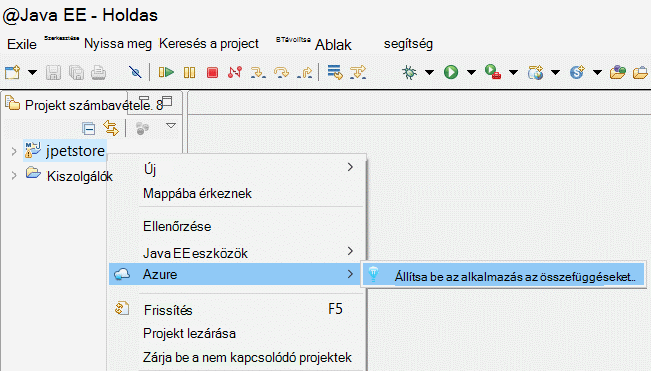 @Java EE - Holdas
Exile Szerkesztése Nyissa meg Keresés a project BTávolítsa Ablak segítség
Projekt számbavétele. 8
jpetstore
Kiszolgálók
Új
Mappába érkeznek
Ellenőrzése
Java EE eszközök
Azure
Állítsa be az alkalmazás az összefüggéseket..
Frissítés F5
Projekt lezárása
Zárja be a nem kapcsolódó projektek